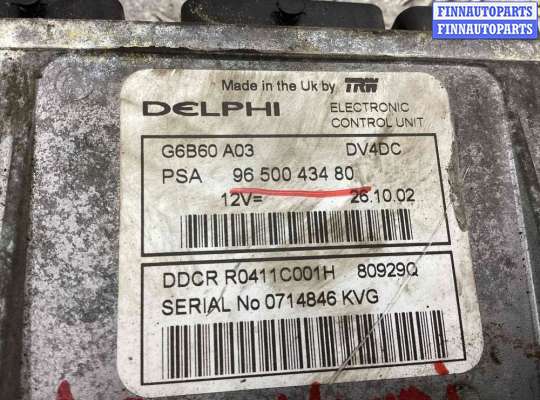 FINNAUTOPARTS
FINNAUTOPARTS
Made in the Uk by TRW
DELPHI ELECTRONIC
CONTROL UNIT
G6B60 A03 DV4DC
PSA 96 500 434 80
12V= 26.10.02
DDCR R0411C001H 80929Q
SERIAL No 0714846 KVG